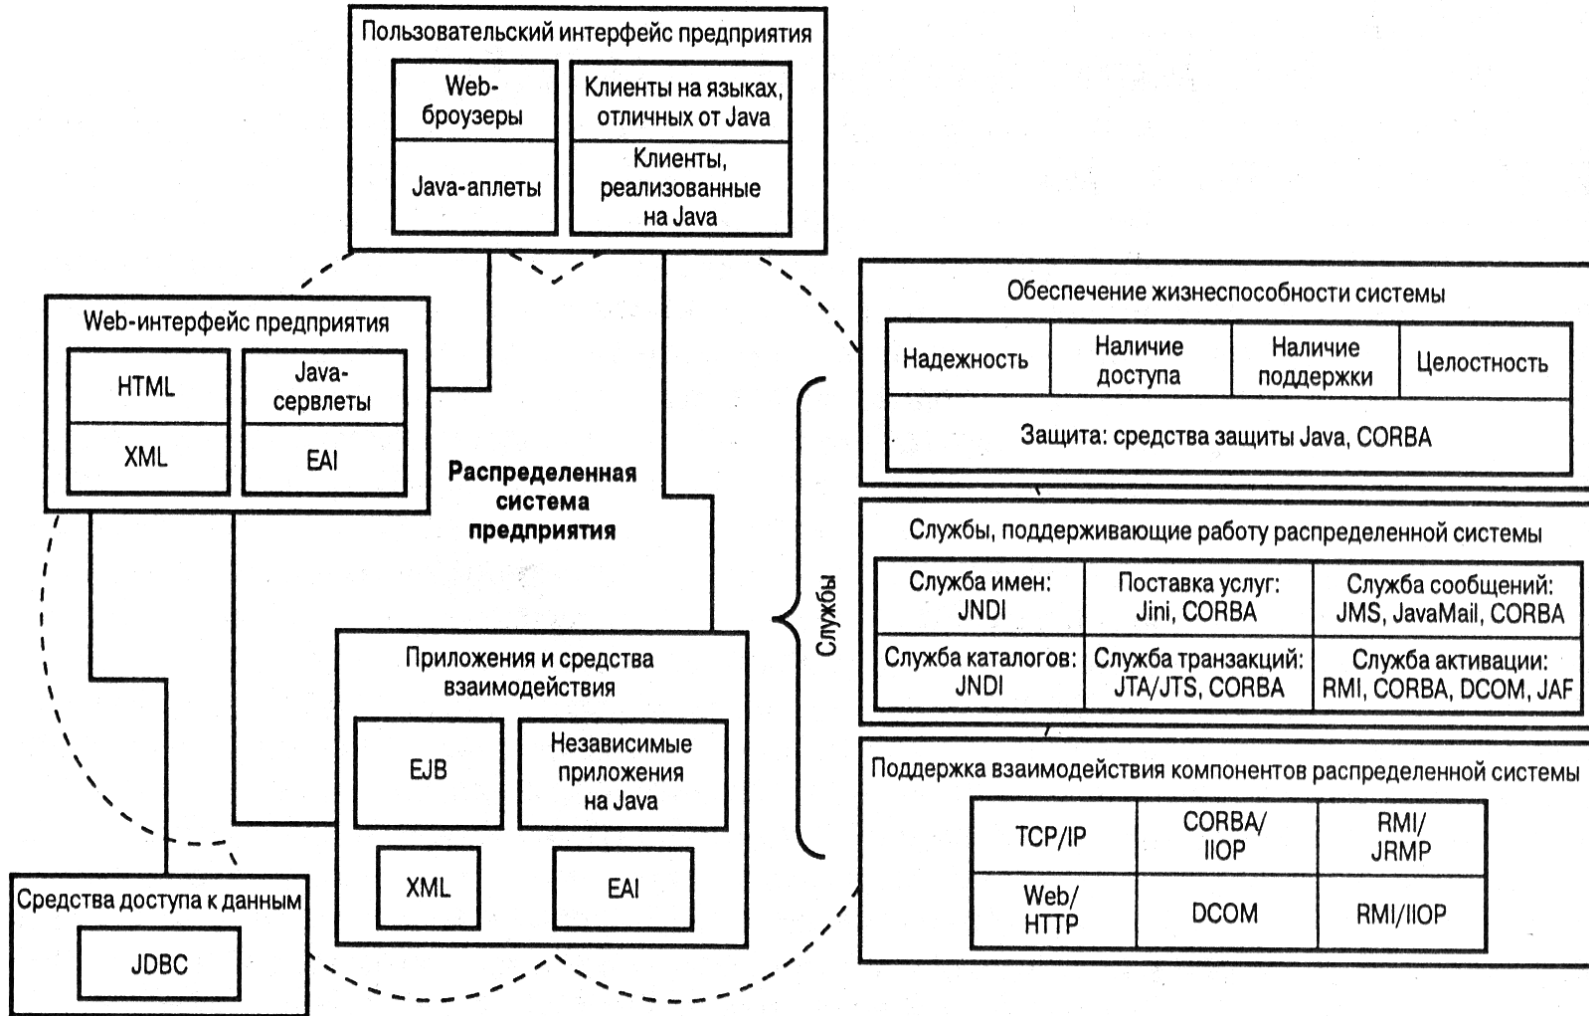 Пользовательский интерфейс предприятия
Web-
броузеры
Клиенты на языках,
отличных от Java
Java-аплеты
Клиенты,
реализованные
на Java
Web-интерфейс предприятия
HTML
Java-
сервлеты
XML
EAI
Распределенная
система
предприятия
Приложения и средства
взаимодействия
EJB
Независимые
приложения
на Java
XML
EAI
Средства доступа к данным
JDBC
Службы
Обеспечение жизнеспособности системы
Надежность
Наличие
доступа
Наличие
поддержки
Целостность
Защита: средства защиты Java, CORBA
Службы, поддерживающие работу распределенной системы
Служба имен:
JNDI
Поставка услуг:
Jini, CORBA
Служба сообщений:
JMS, JavaMail, CORBA
Служба каталогов:
JNDI
Служба транзакций:
JTA/JTS, CORBA
Служба активации:
RMI, CORBA, DCOM, JAF
Поддержка взаимодействия компонентов распределенной системы
TCP/IP
CORBA/
IIOP
RMI/
JRMP
Web/
HTTP
DCOM
RMI/IIOP